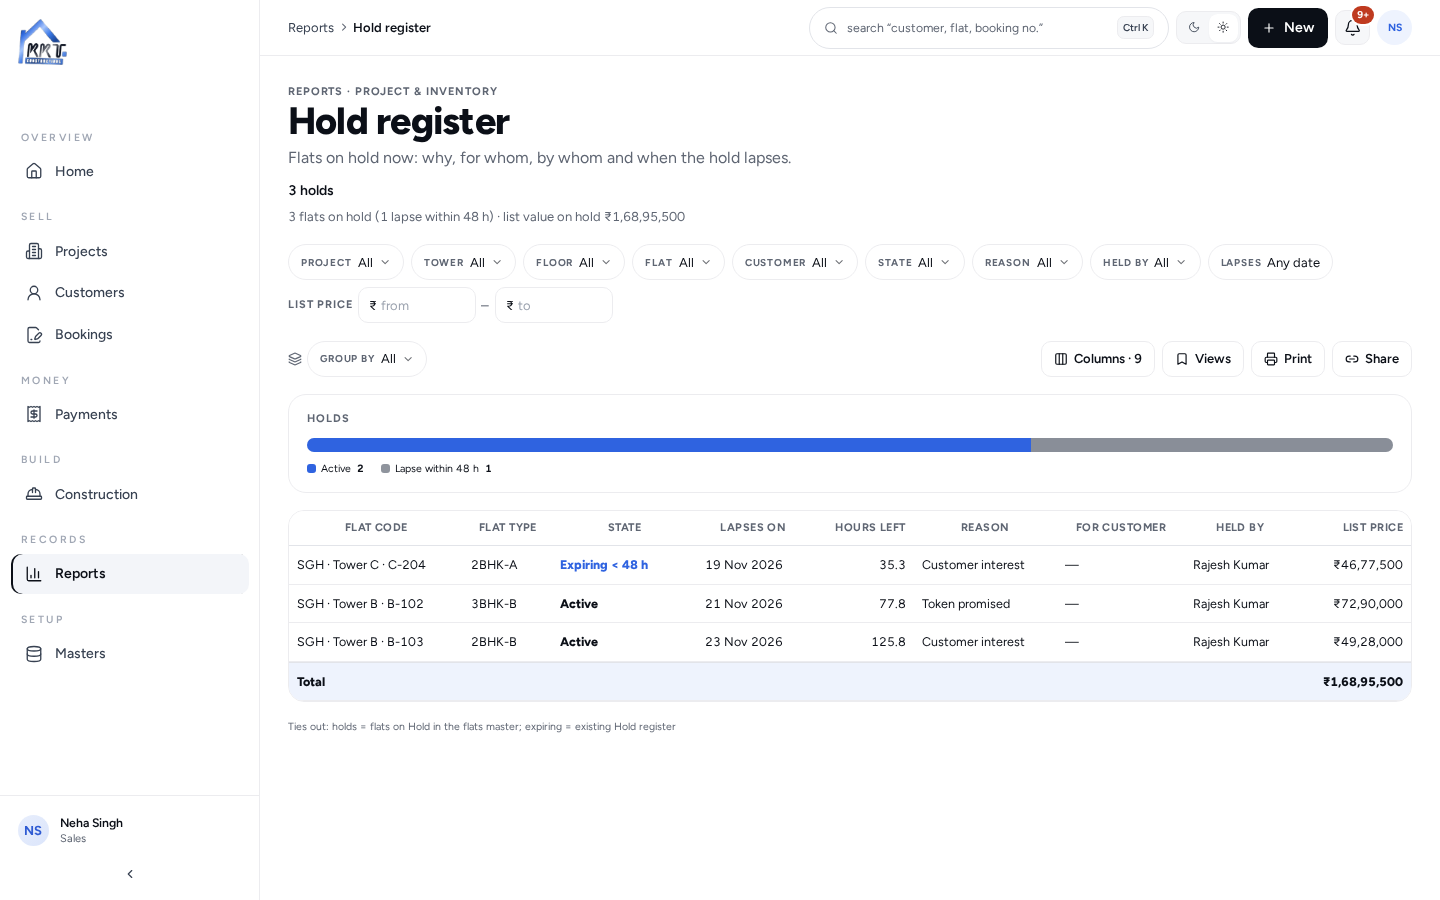 RRT
CONSTRUCTIONS
OVERVIEW
Home
SELL
Projects
Customers
Bookings
MONEY
Payments
BUILD
Construction
RECORDS
Reports
SETUP
Masters
NS
Neha Singh
Sales
Reports > Hold register
search “customer, flat, booking no.” Ctrl K
+ New
9+
NS
REPORTS · PROJECT & INVENTORY
Hold register
Flats on hold now: why, for whom, by whom and when the hold lapses.
3 holds
3 flats on hold (1 lapse within 48 h) · list value on hold ₹1,68,95,500
PROJECT All TOWER All FLOOR All FLAT All CUSTOMER All STATE All REASON All HELD BY All LAPSES Any date
LIST PRICE ₹ from – ₹ to
GROUP BY All Columns · 9 Views Print Share
HOLDS
Active 2 Lapse within 48 h 1
FLAT CODE FLAT TYPE STATE LAPSES ON HOURS LEFT REASON FOR CUSTOMER HELD BY LIST PRICE
SGH · Tower C · C-204 2BHK-A Expiring < 48 h 19 Nov 2026 35.3 Customer interest — Rajesh Kumar ₹46,77,500
SGH · Tower B · B-102 3BHK-B Active 21 Nov 2026 77.8 Token promised — Rajesh Kumar ₹72,90,000
SGH · Tower B · B-103 2BHK-B Active 23 Nov 2026 125.8 Customer interest — Rajesh Kumar ₹49,28,000
Total ₹1,68,95,500
Ties out: holds = flats on Hold in the flats master; expiring = existing Hold register